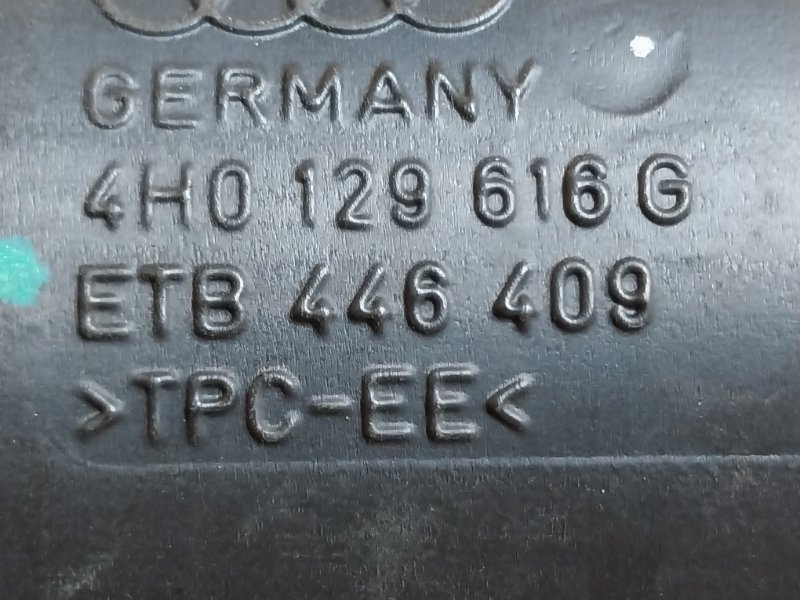 GERMANY
4H0 129 616 G
ETB 446 409
>TPC-EE<